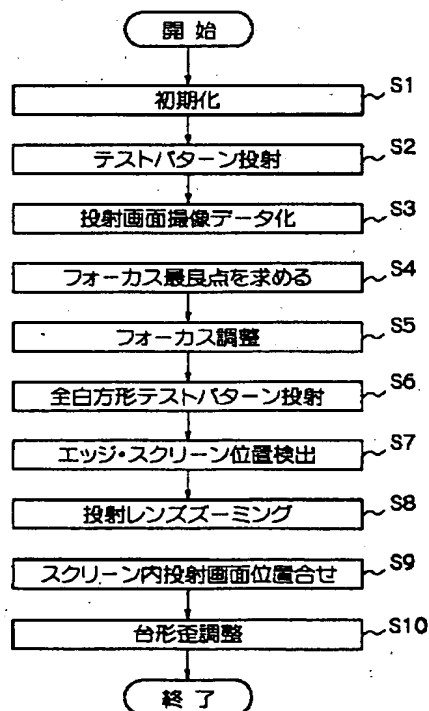 開始
初期化 S1
テストパターン投射 S2
投射画面撮像データ化 S3
フォーカス最良点を求める S4
フォーカス調整 S5
全白方形テストパターン投射 S6
エッジ・スクリーン位置検出 S7
投射レンズズーミング S8
スクリーン内投射画面位置合せ S9
台形歪調整 S10
終了